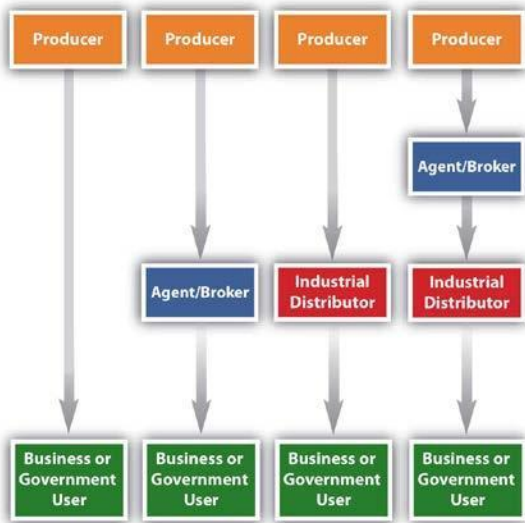 Producer
Producer
Producer
Producer
Agent/Broker
Agent/Broker
Industrial
Distributor
Industrial
Distributor
Business or
Government
User
Business or
Government
User
Business or
Government
User
Business or
Government
User